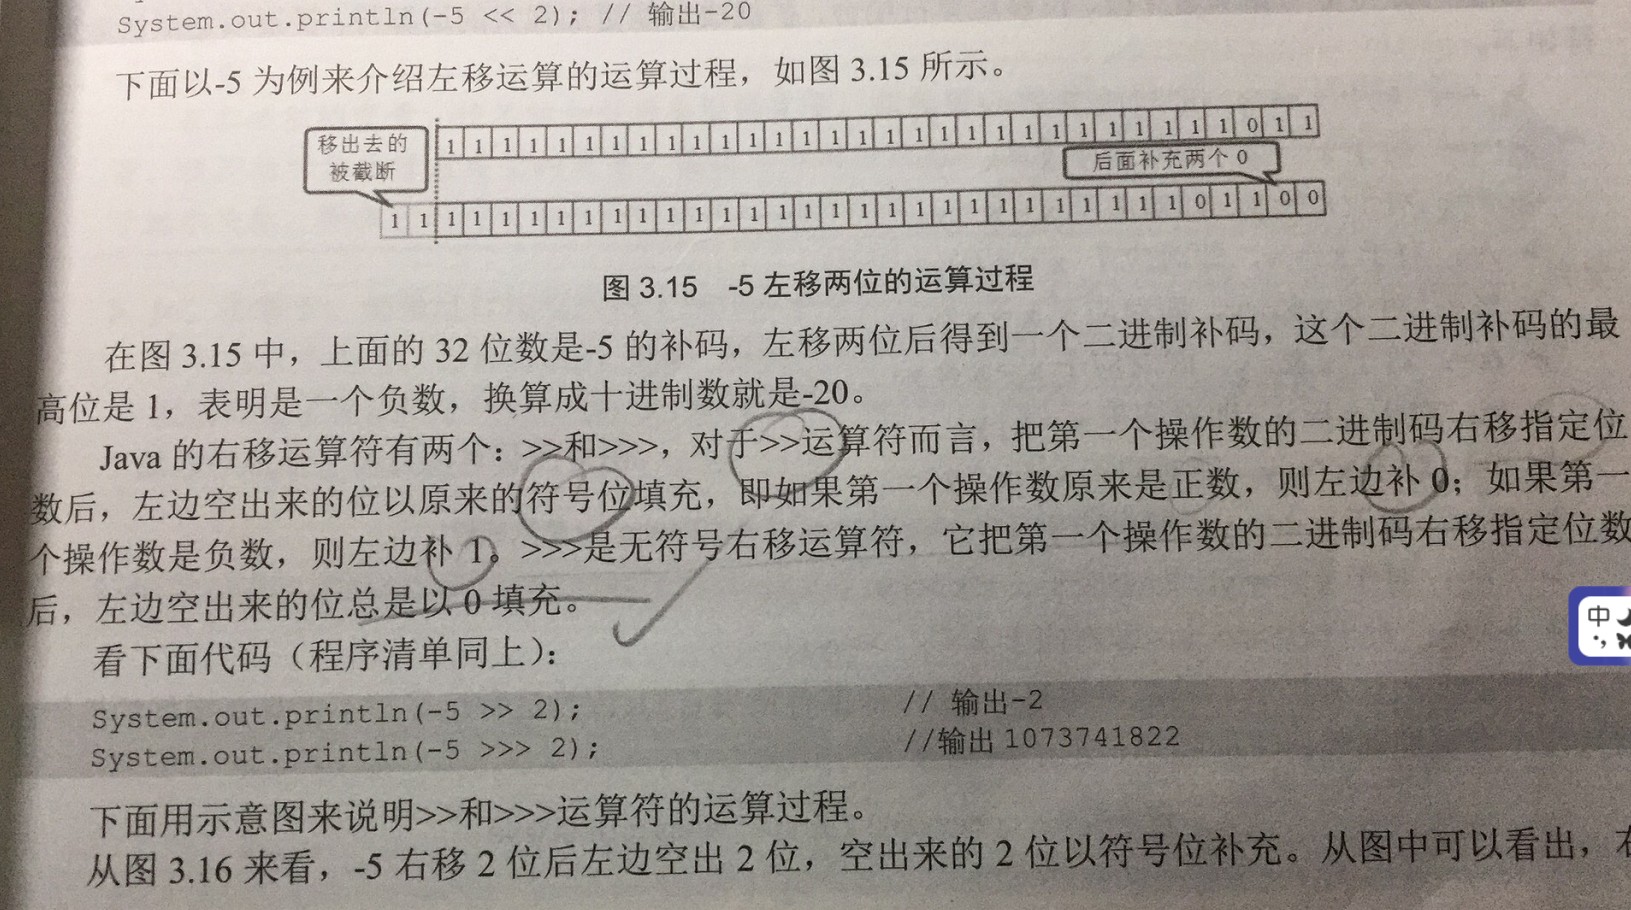 System.out.println(-5 << 2); // 输出-20
下面以-5 为例来介绍左移运算的运算过程，如图 3.15 所示。
移出去的
被截断
1 1 1 1 1 1 1 1 1 1 1 1 1 1 1 1 1 1 1 1 1 1 1 1 1 1 1 1 1 0 1 1
后面补充两个 0
1 1 1 1 1 1 1 1 1 1 1 1 1 1 1 1 1 1 1 1 1 1 1 1 1 1 1 1 1 0 1 1 0 0
图 3.15 -5 左移两位的运算过程
在图 3.15 中，上面的 32 位数是-5 的补码，左移两位后得到一个二进制补码，这个二进制补码的最
高位是 1，表明是一个负数，换算成十进制数就是-20。
Java 的右移运算符有两个：>>和>>>，对于>>运算符而言，把第一个操作数的二进制码右移指定位
数后，左边空出来的位以原来的符号位填充，即如果第一个操作数原来是正数，则左边补 0；如果第一
个操作数是负数，则左边补 1。>>>是无符号右移运算符，它把第一个操作数的二进制码右移指定位数
后，左边空出来的位总是以 0 填充。
看下面代码（程序清单同上）：
System.out.println(-5 >> 2); // 输出-2
System.out.println(-5 >>> 2); //输出 1073741822
下面用示意图来说明>>和>>>运算符的运算过程。
从图 3.16 来看，-5 右移 2 位后左边空出 2 位，空出来的 2 位以符号位补充。从图中可以看出，右
中